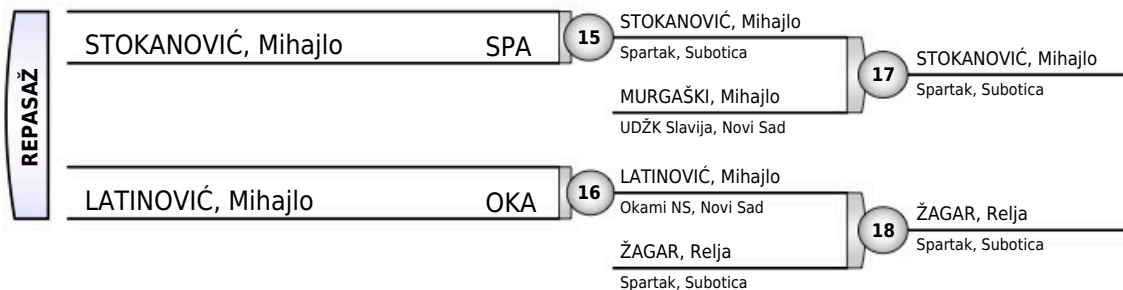 REPASAŽ
STOKANOVIĆ, Mihajlo SPA
15
STOKANOVIĆ, Mihajlo
Spartak, Subotica
MURGAŠKI, Mihajlo
UDŽK Slavija, Novi Sad
17
STOKANOVIĆ, Mihajlo
Spartak, Subotica
LATINOVIĆ, Mihajlo OKA
16
LATINOVIĆ, Mihajlo
Okami NS, Novi Sad
ŽAGAR, Relja
Spartak, Subotica
18
ŽAGAR, Relja
Spartak, Subotica